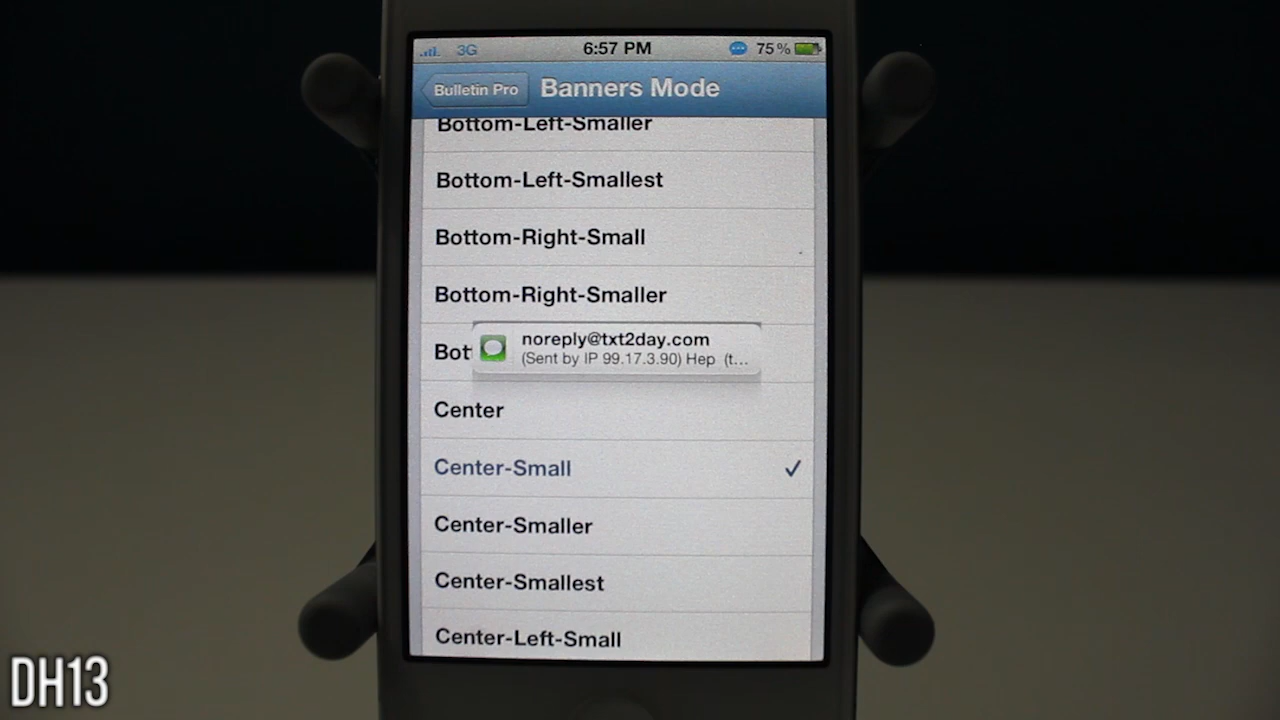 3G 6:57 PM 75%
Bulletin Pro Banners Mode
Bottom-Left-Smaller
Bottom-Left-Smallest
Bottom-Right-Small
Bottom-Right-Smaller
Bot
noreply@txt2day.com
(Sent by IP 99.17.3.90) Hep (t...
Center
Center-Small
Center-Smaller
Center-Smallest
Center-Left-Small
DH13